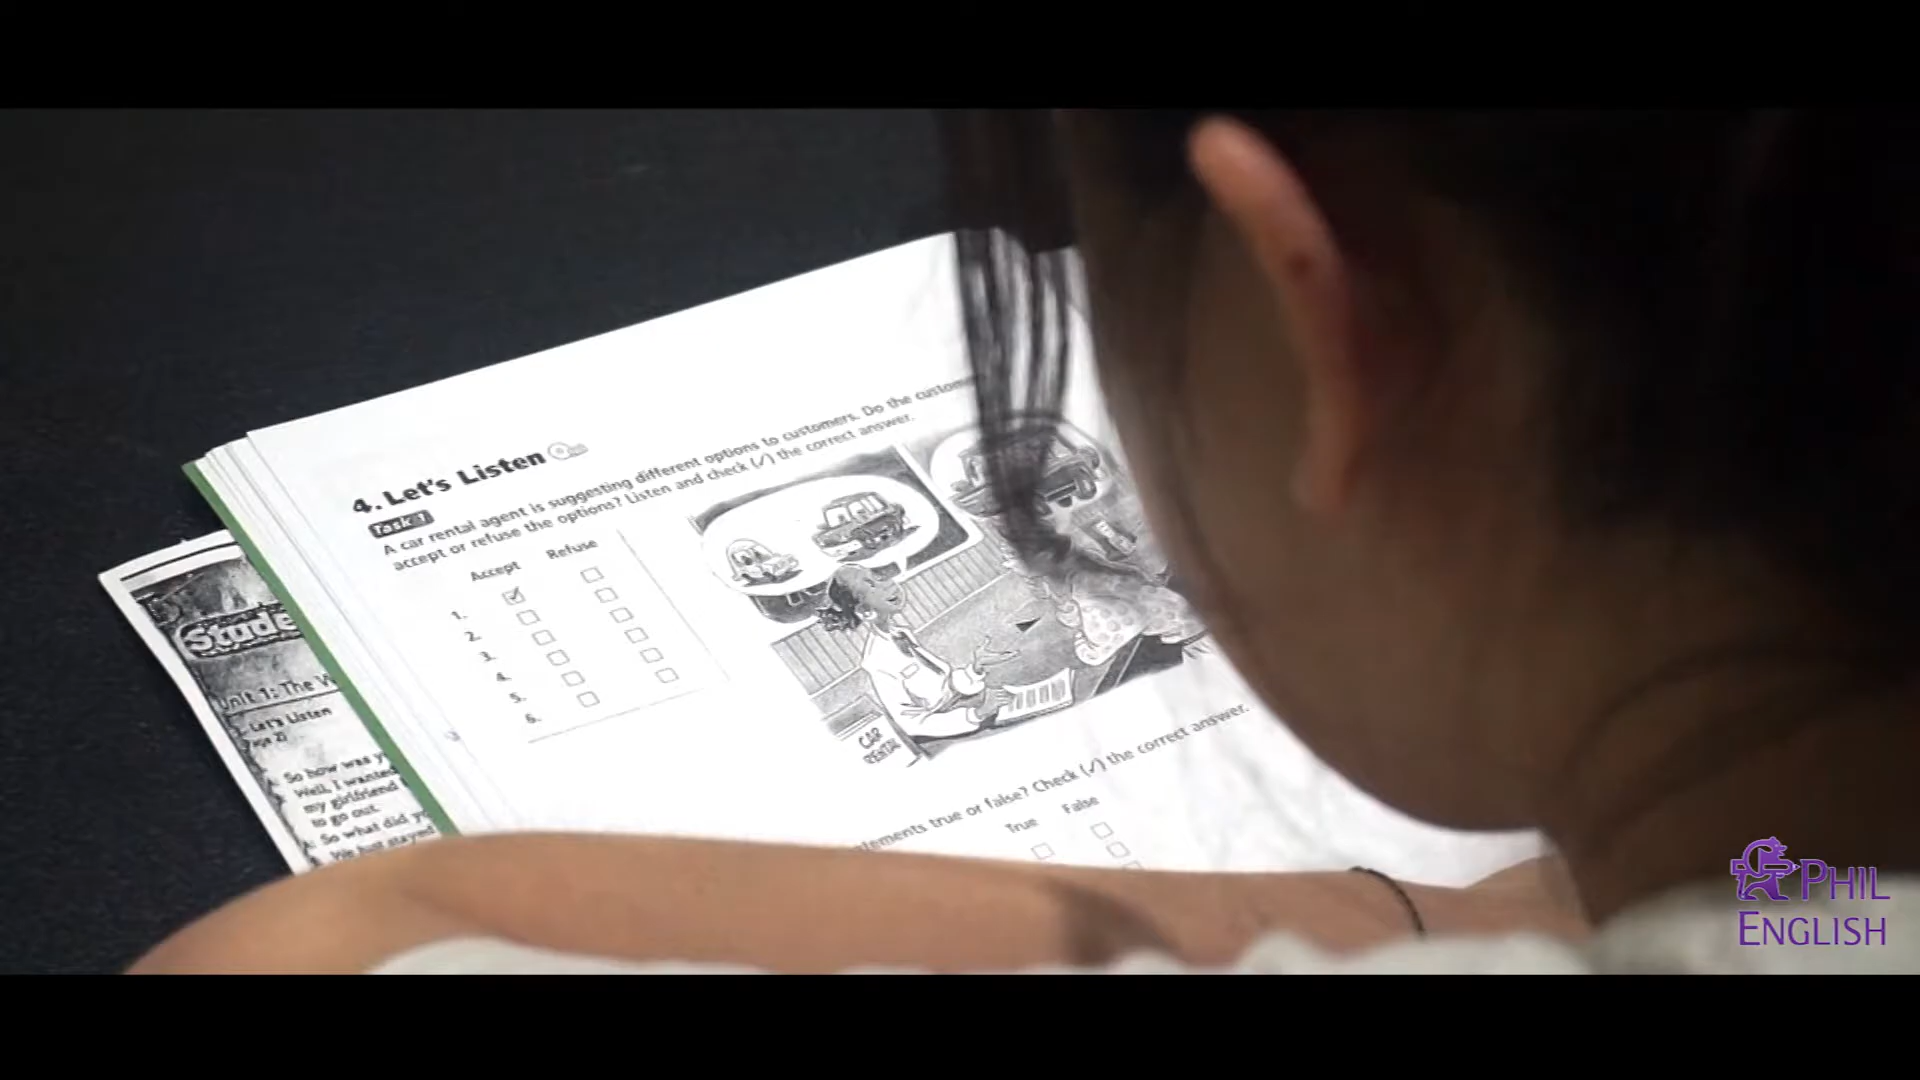 4. Let's Listen
Task 1
A car rental agent is suggesting different options to customers. Do the
accept or refuse the options? Listen and check (✓) the correct answer.
Accept Refuse
1.
2.
3.
4.
5.
6.
CAR
RENTAL
true or false? Check (✓) the correct answer.
True False
Unit 1: The
Let's Listen
So how was
Well, I wanted
my girlfriend
to go out.
So what did
We just stayed
PHIL
ENGLISH